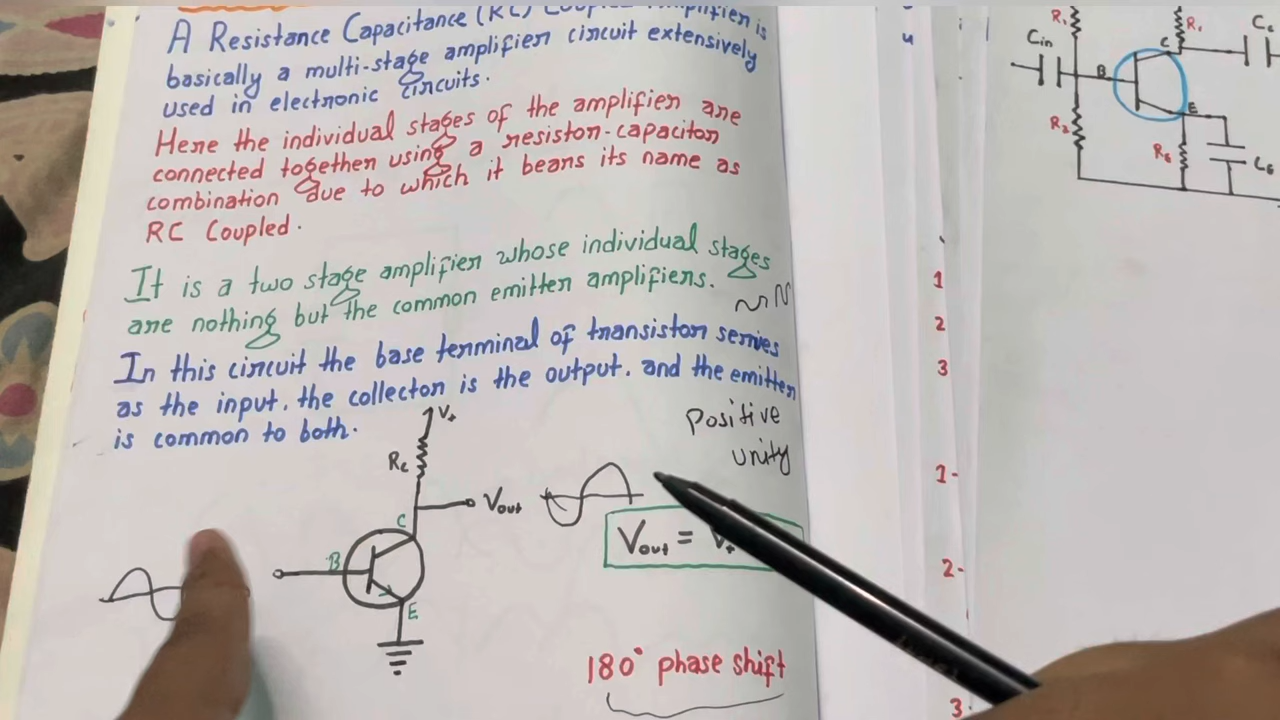 A Resistance Capacitance (RC) Coupled Amplifier is
basically a multi-stage amplifier circuit extensively
used in electronic circuits.
Here the individual stages of the amplifier are
connected together using a resistor-capacitor
combination due to which it bears its name as
RC Coupled.
It is a two stage amplifier whose individual stages
are nothing but the common emitter amplifiers.
In this circuit the base terminal of transistor serves
as the input, the collector is the output, and the emitter
is common to both.
Positive
unity
V+
Rc
C
Vout
B
E
Vout = V+
180° phase shift
1
2
3
1-
2-
3.
R1
Cin
B
C
E
R2